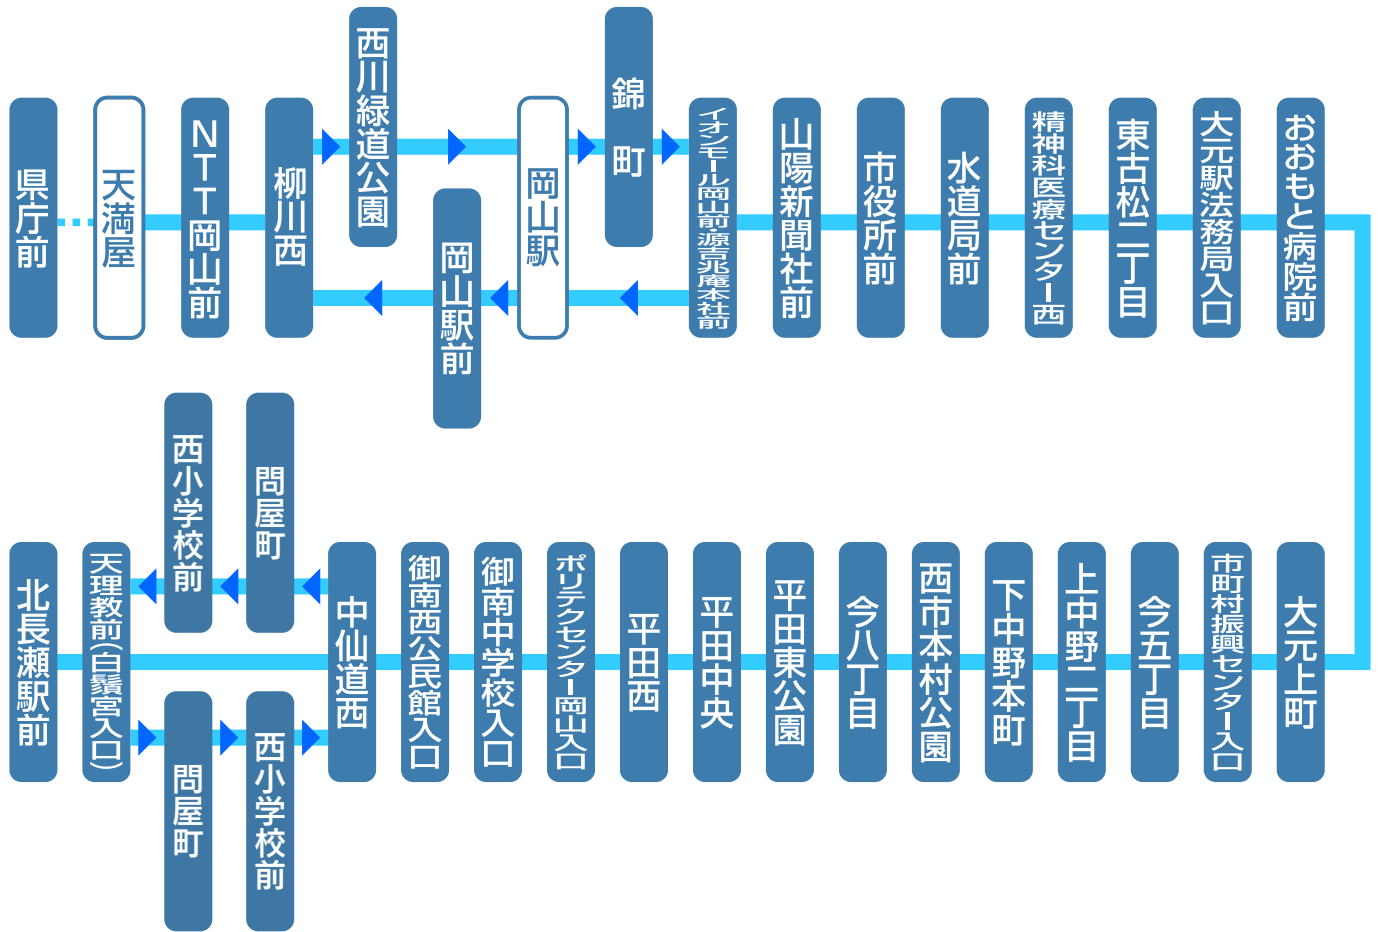 県庁前
天満屋
NTT岡山前
柳川西
西川緑道公園
岡山駅前
岡山駅
錦町
イオンモール岡山前・源吉兆庵本社前
山陽新聞社前
市役所前
水道局前
精神科医療センター西
東古松二丁目
大元駅法務局入口
おおもと病院前
大元上町
市町村振興センター入口
今五丁目
上中野二丁目
下中野本町
西市本村公園
今八丁目
平田東公園
平田中央
平田西
ポリテクセンター岡山入口
御南中学校入口
御南西公民館入口
中仙道西
問屋町
西小学校前
西小学校前
問屋町
天理教前(白鬚宮入口)
北長瀬駅前